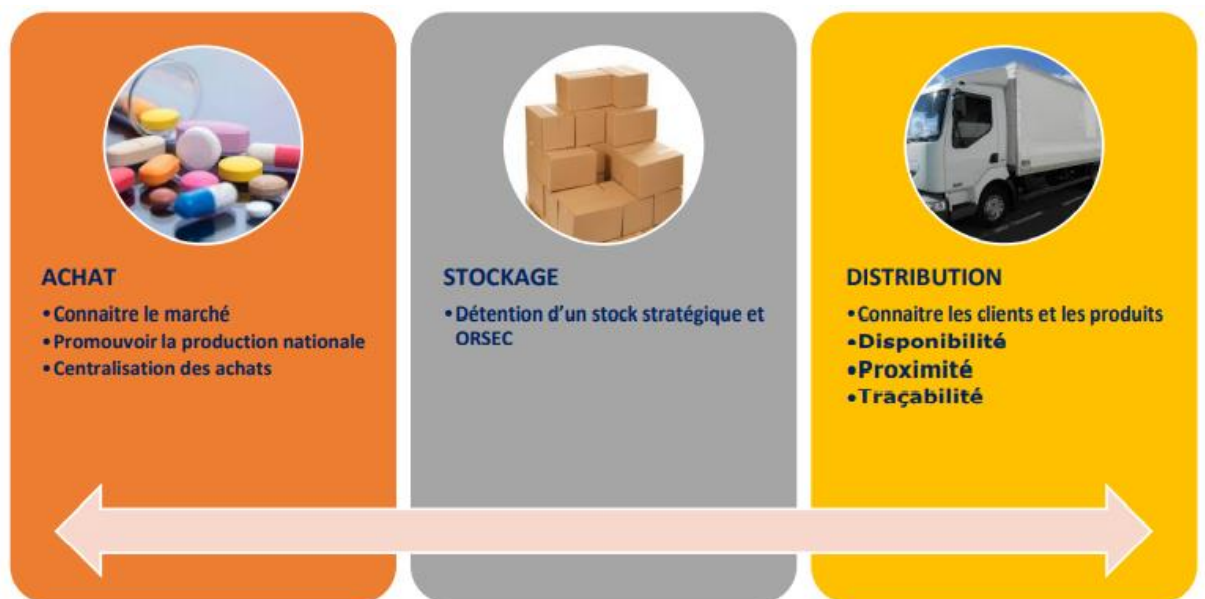 ACHAT
• Connaitre le marché
• Promouvoir la production nationale
• Centralisation des achats
STOCKAGE
• Détention d'un stock stratégique et
ORSEC
DISTRIBUTION
• Connaitre les clients et les produits
• Disponibilité
• Proximité
• Traçabilité